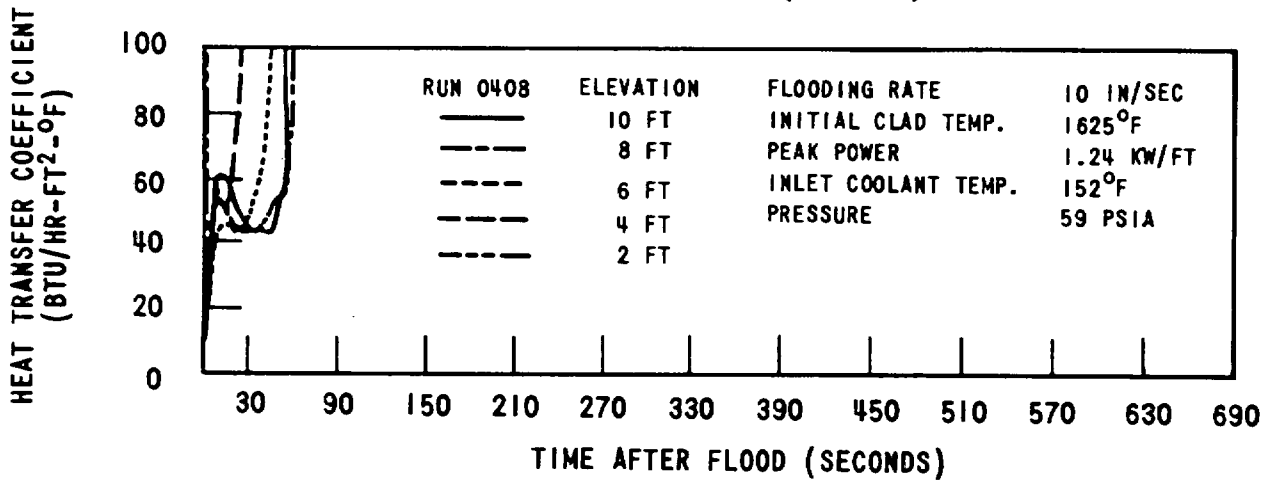 HEAT TRANSFER COEFFICIENT
(BTU/HR-FT²-°F)
100
80
60
40
20
0
RUN 0408 ELEVATION
10 FT
8 FT
6 FT
4 FT
2 FT
FLOODING RATE 10 IN/SEC
INITIAL CLAD TEMP. 1625°F
PEAK POWER 1.24 KW/FT
INLET COOLANT TEMP. 152°F
PRESSURE 59 PSIA
30 90 150 210 270 330 390 450 510 570 630 690
TIME AFTER FLOOD (SECONDS)